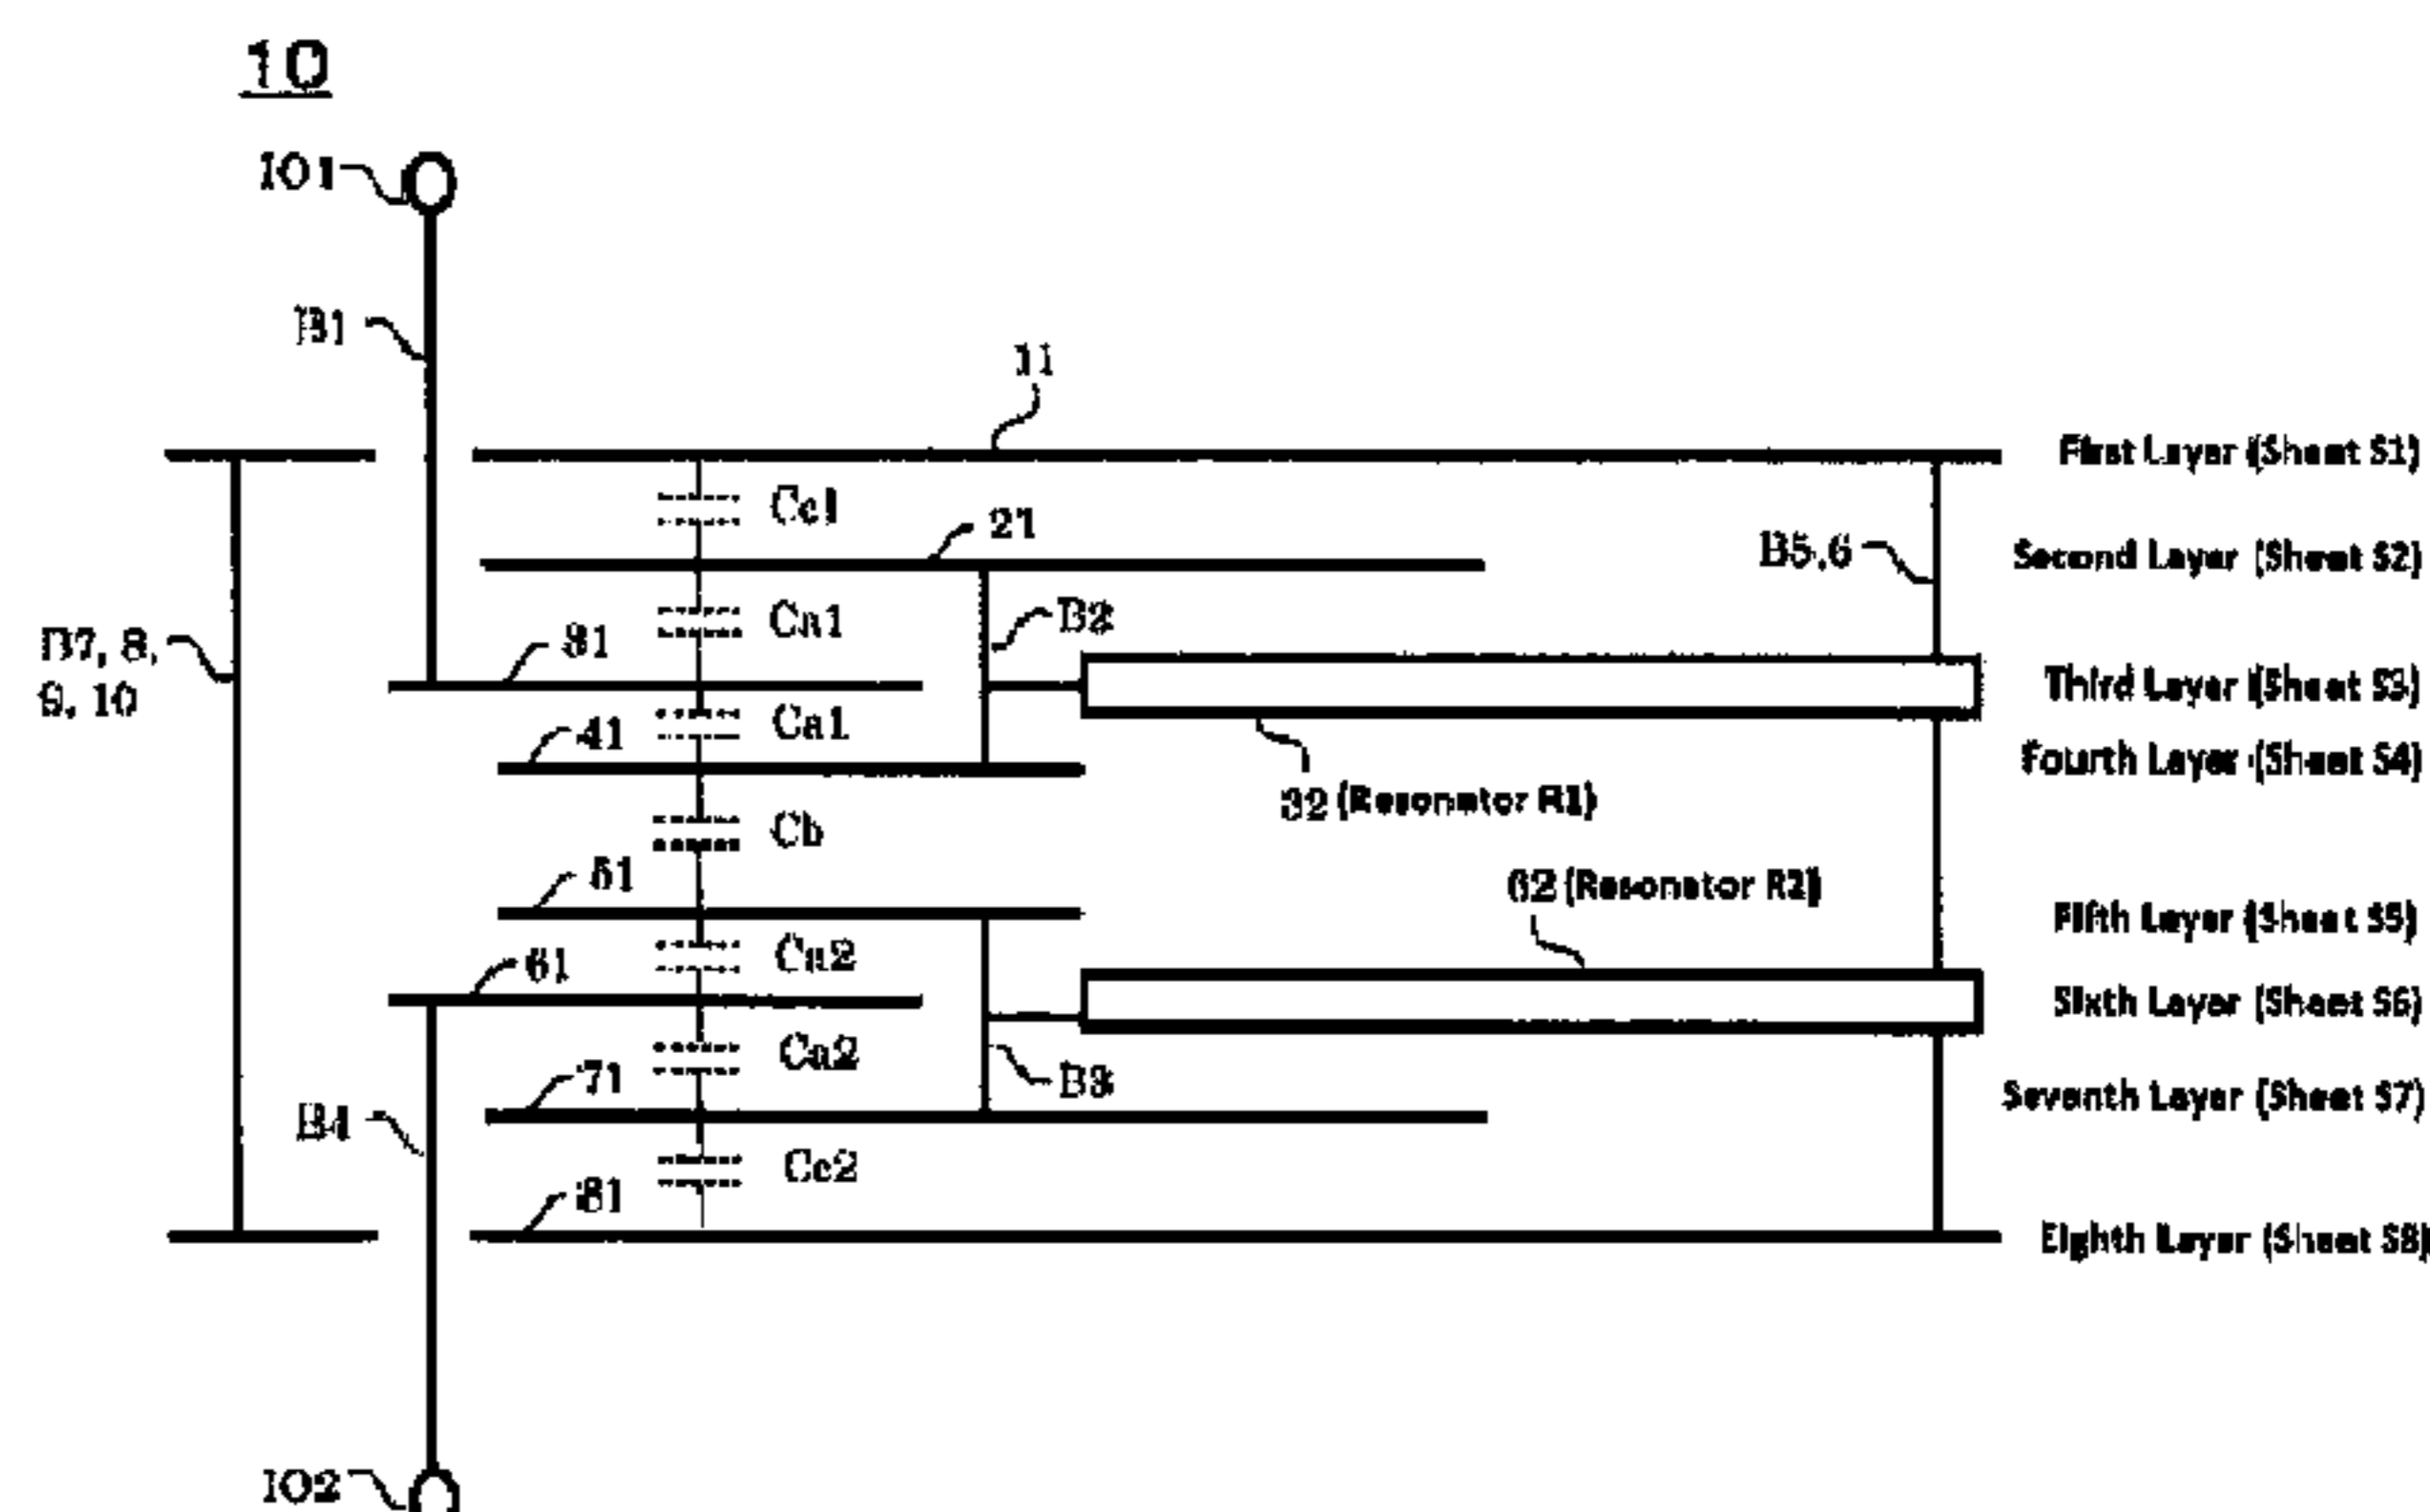 10
IO1
B1
11
First Layer (Sheet S1)
Cc1
21
B5,6
Second Layer (Sheet S2)
Ca1
B2
B7, 8,
9, 10
31
Third Layer (Sheet S3)
Ca1
41
Fourth Layer (Sheet S4)
32 (Resonator R1)
Cb
51
62 (Resonator R2)
Fifth Layer (Sheet S5)
Ca2
61
Sixth Layer (Sheet S6)
Ca2
71
B3
Seventh Layer (Sheet S7)
B4
Cc2
81
Eighth Layer (Sheet S8)
IO2